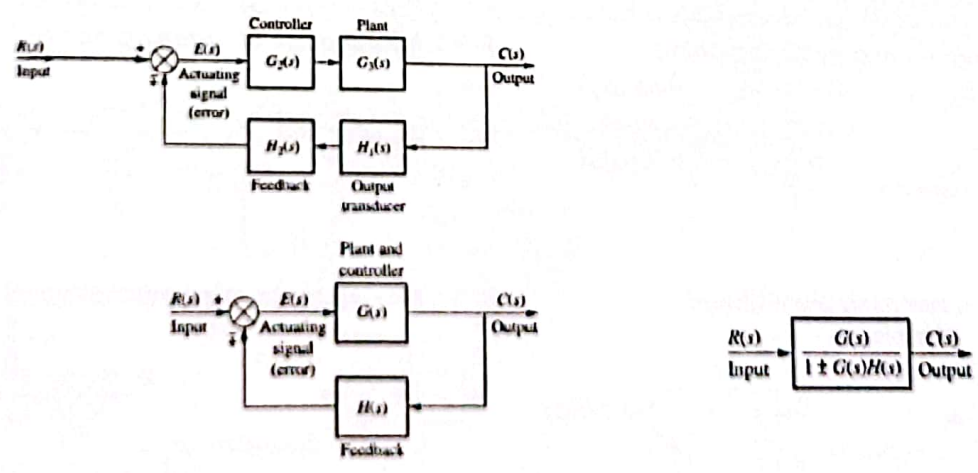 Controller Plant
R(s) + E(s) G₂(s) G₃(s) C(s)
Input ∓ Actuating signal (error) Output
H₂(s) H₁(s)
Feedback Output transducer
Plant and controller
R(s) + E(s) G(s) C(s)
Input ∓ Actuating signal (error) Output
H(s)
Feedback
R(s) G(s) C(s)
Input 1 ± G(s)H(s) Output